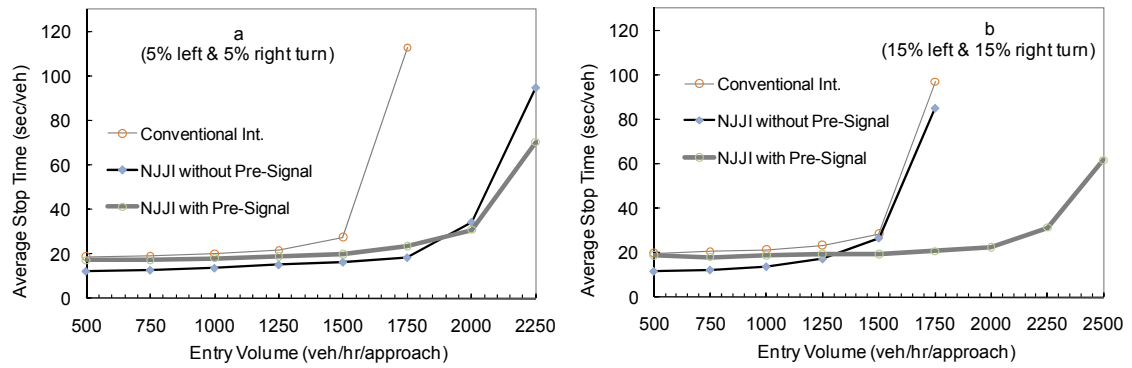 a
(5% left & 5% right turn)
120
100
80
60
40
20
0
Average Stop Time (sec/veh)
Conventional Int.
NJJI without Pre-Signal
NJJI with Pre-Signal
500 750 1000 1250 1500 1750 2000 2250
Entry Volume (veh/hr/approach)
b
(15% left & 15% right turn)
120
100
80
60
40
20
0
Average Stop Time (sec/veh)
Conventional Int.
NJJI without Pre-Signal
NJJI with Pre-Signal
500 750 1000 1250 1500 1750 2000 2250 2500
Entry Volume (veh/hr/approach)